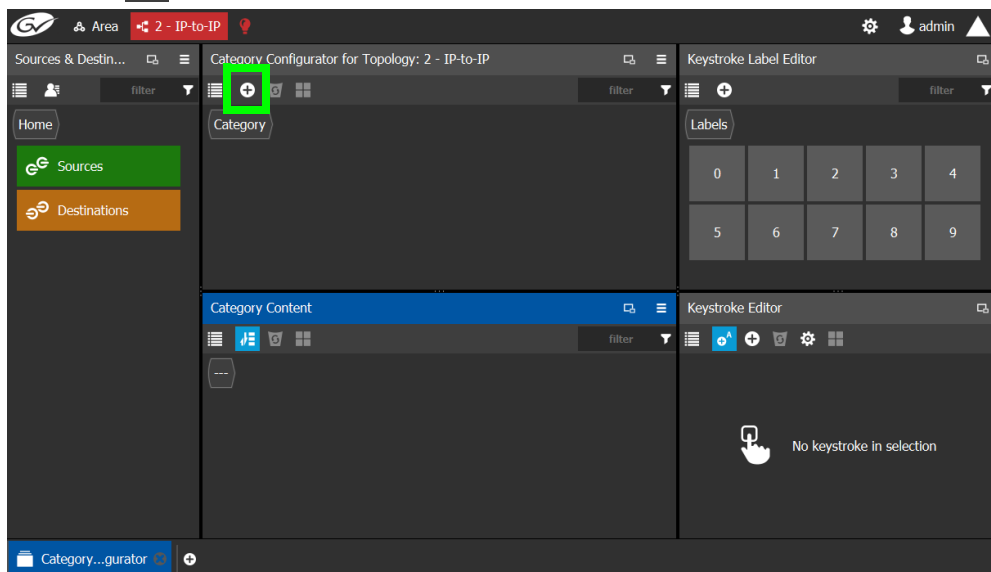 GV Area 2 - IP-to-IP admin
Sources & Destin... Category Configurator for Topology: 2 - IP-to-IP Keystroke Label Editor
filter filter filter
Home Category Labels
Sources 0 1 2 3 4
Destinations
5 6 7 8 9
Category Content Keystroke Editor
filter
---
No keystroke in selection
Category...gurator